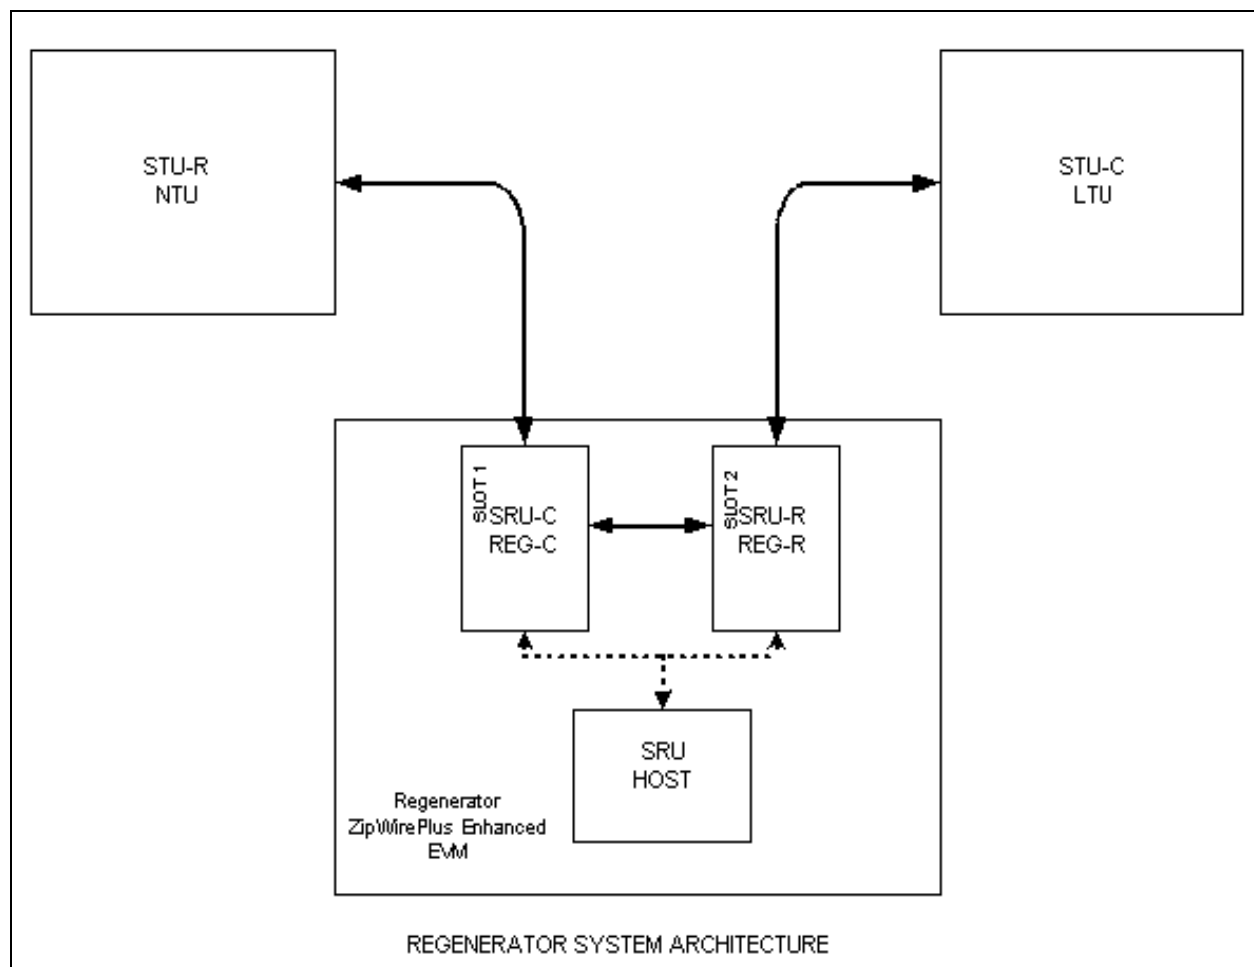 STU-R
NTU
STU-C
LTU
SLOT 1
SRU-C
REG-C
SLOT 2
SRU-R
REG-R
SRU
HOST
Regenerator
ZipWirePlus Enhanced
EVM
REGENERATOR SYSTEM ARCHITECTURE